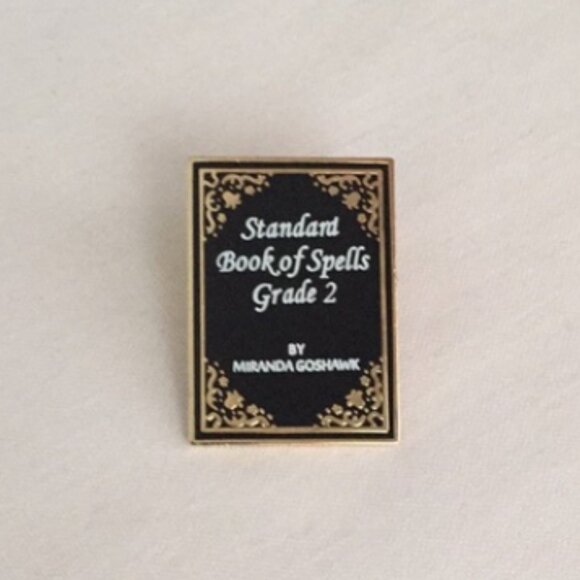 Standard
Book of Spells
Grade 2
BY
MIRANDA GOSHAWK